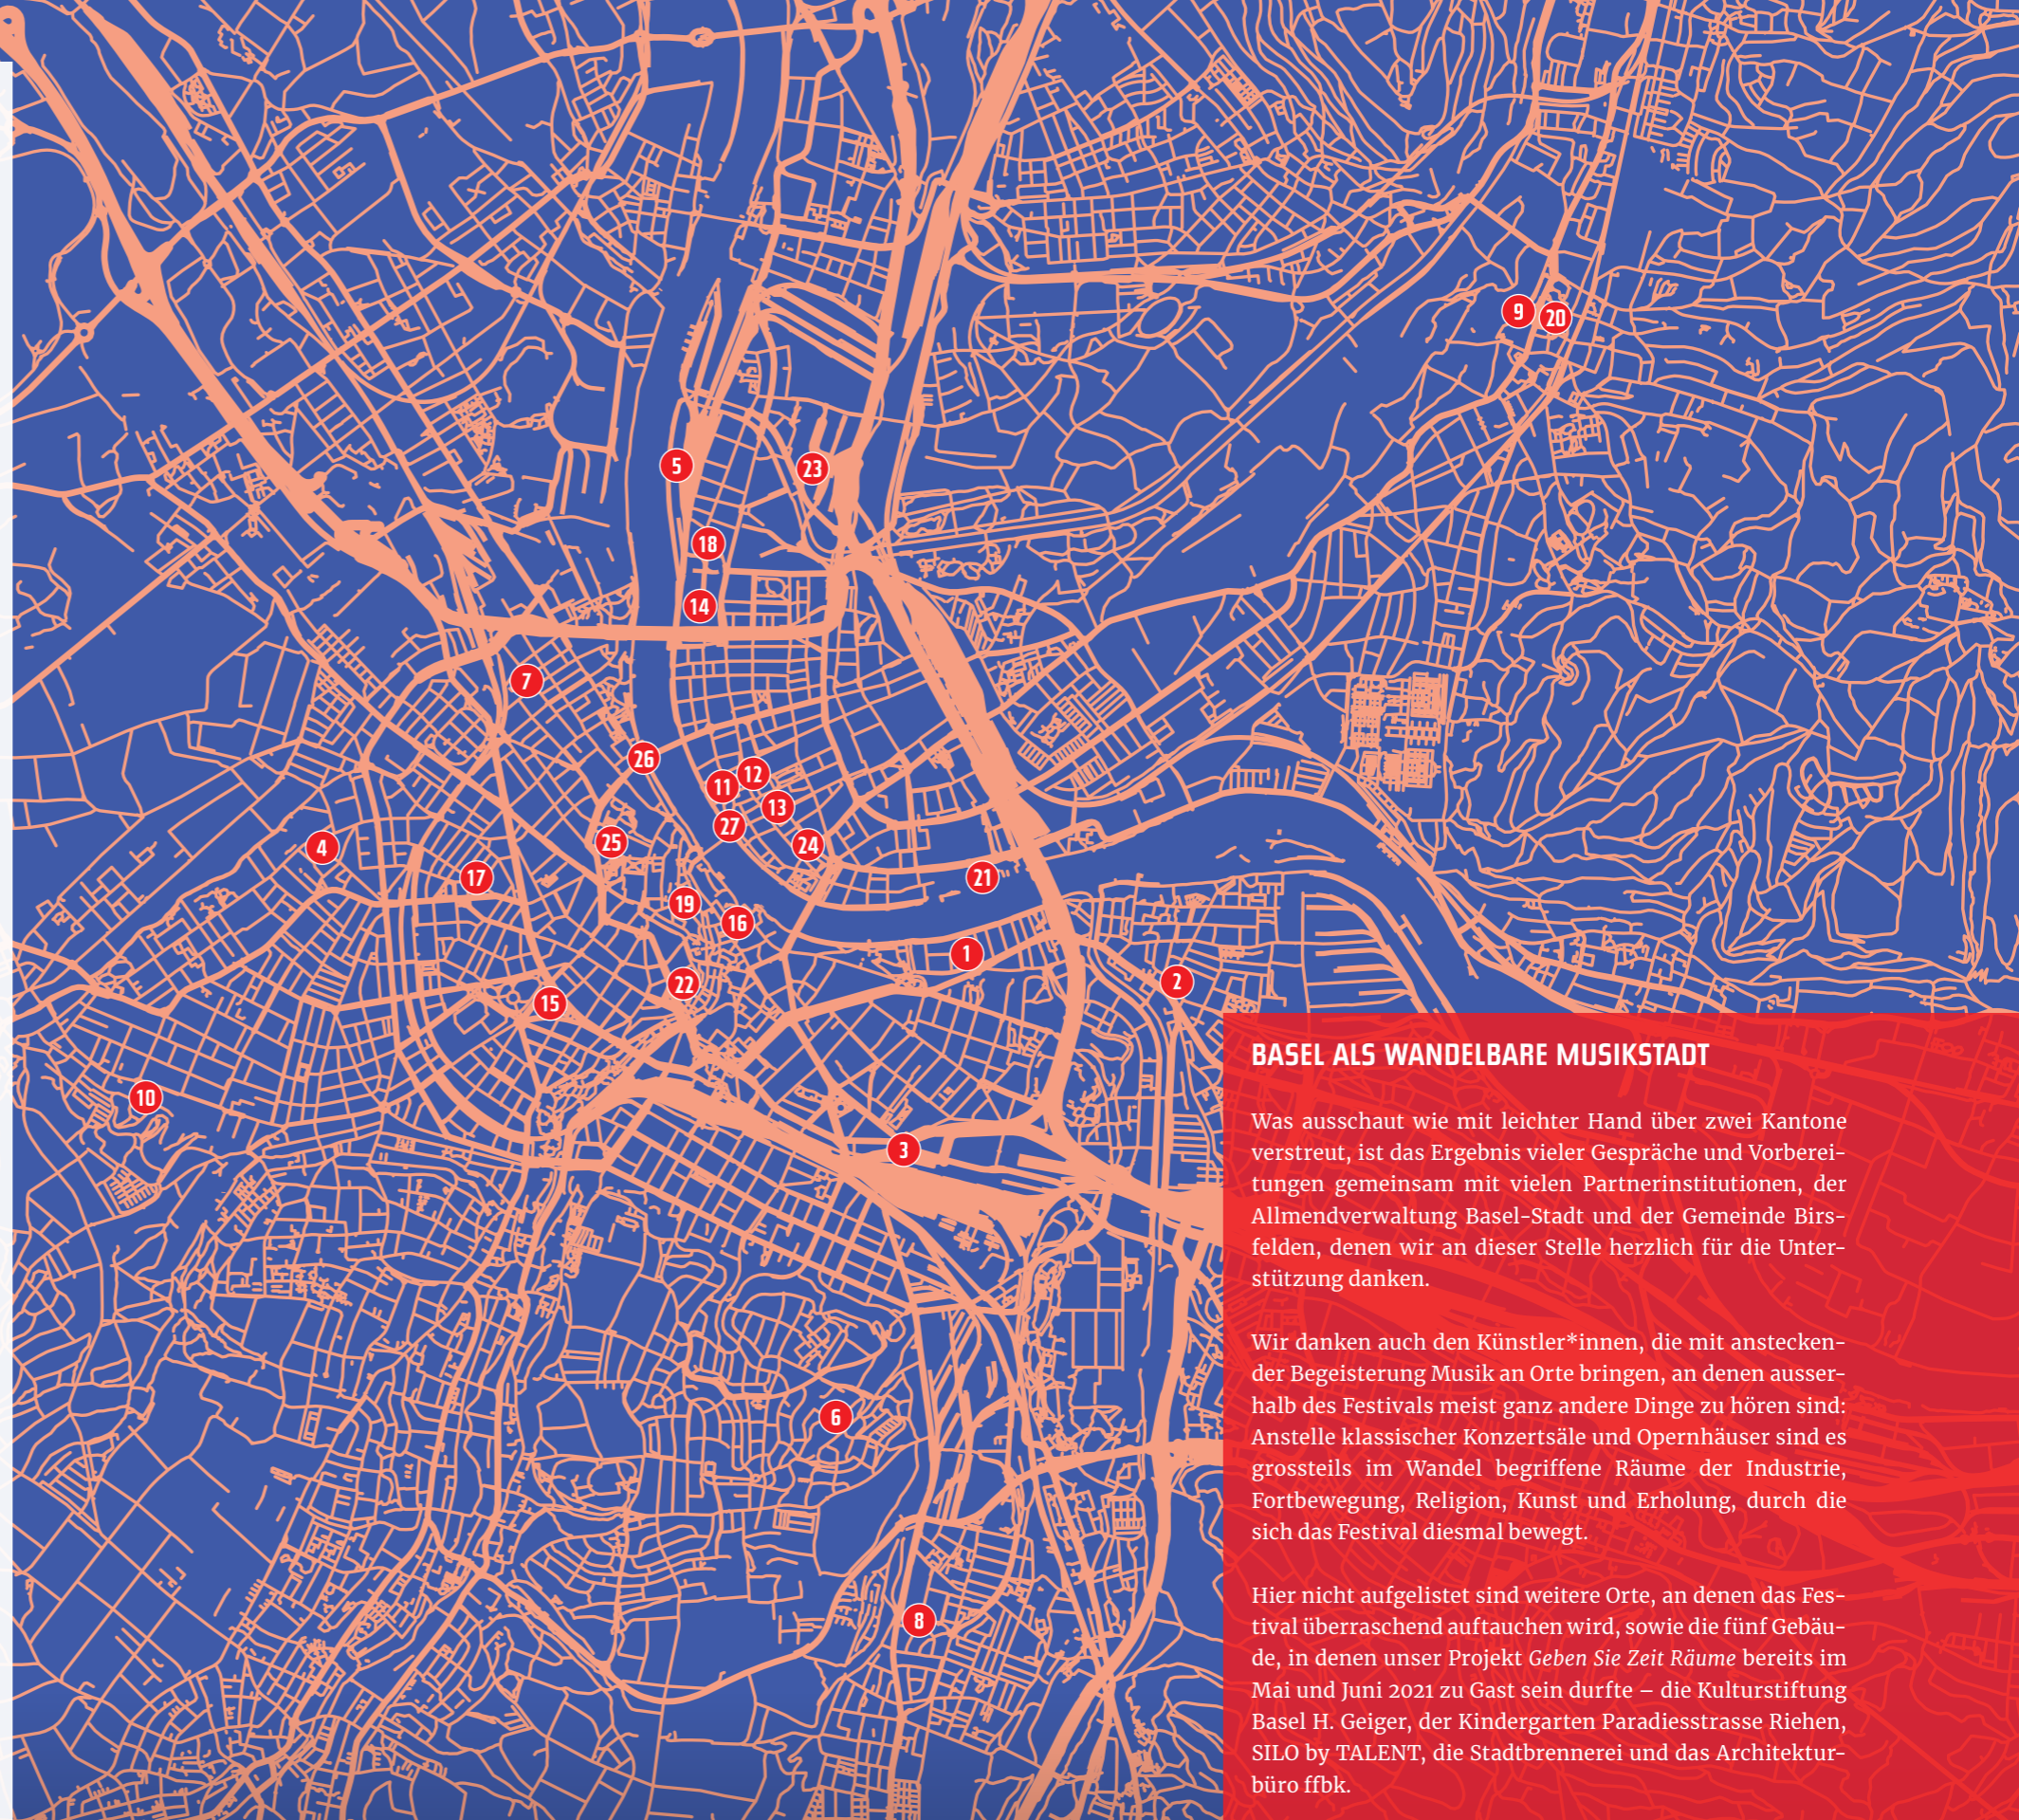 9
20
5
23
18
14
7
26
12
11
13
27
25
24
4
17
21
19
16
1
2
22
15
10
3
6
8
BASEL ALS WANDELBARE MUSIKSTADT
Was ausschaut wie mit leichter Hand über zwei Kantone
verstreut, ist das Ergebnis vieler Gespräche und Vorberei-
tungen gemeinsam mit vielen Partnerinstitutionen, der
Allmendverwaltung Basel-Stadt und der Gemeinde Birs-
felden, denen wir an dieser Stelle herzlich für die Unter-
stützung danken.
Wir danken auch den Künstler*innen, die mit anstecken-
der Begeisterung Musik an Orte bringen, an denen ausser-
halb des Festivals meist ganz andere Dinge zu hören sind:
Anstelle klassischer Konzertsäle und Opernhäuser sind es
grossteils im Wandel begriffene Räume der Industrie,
Fortbewegung, Religion, Kunst und Erholung, durch die
sich das Festival diesmal bewegt.
Hier nicht aufgelistet sind weitere Orte, an denen das Fes-
tival überraschend auftauchen wird, sowie die fünf Gebäu-
de, in denen unser Projekt Geben Sie Zeit Räume bereits im
Mai und Juni 2021 zu Gast sein durfte – die Kulturstiftung
Basel H. Geiger, der Kindergarten Paradiesstrasse Riehen,
SILO by TALENT, die Stadtbrennerei und das Architektur-
büro ffbk.